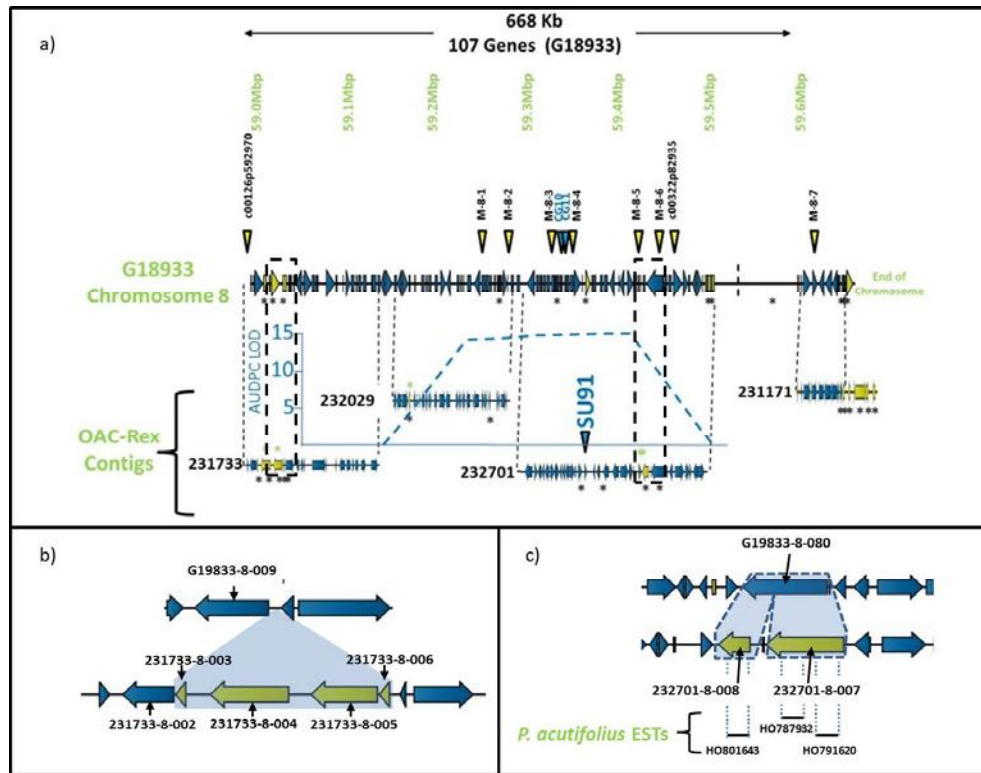 668 Kb
107 Genes (G18933)
a)
59.0Mbp
59.1Mbp
59.2Mbp
59.3Mbp
59.4Mbp
59.5Mbp
59.6Mbp
c00126p592970
M-8-1
M-8-2
M-8-3
CG10
CG11
M-8-4
M-8-5
M-8-6
c00322p82935
M-8-7
G18933
Chromosome 8
End of
Chromosome
AUDPC LOD
15
10
5
232029
SU91
231171
OAC-Rex
Contigs
231733
232701
b)
G19833-8-009
231733-8-003
231733-8-006
231733-8-002
231733-8-004
231733-8-005
c)
G19833-8-080
232701-8-008
232701-8-007
P. acutifolius ESTs
HO801643
HO787932
HO791620